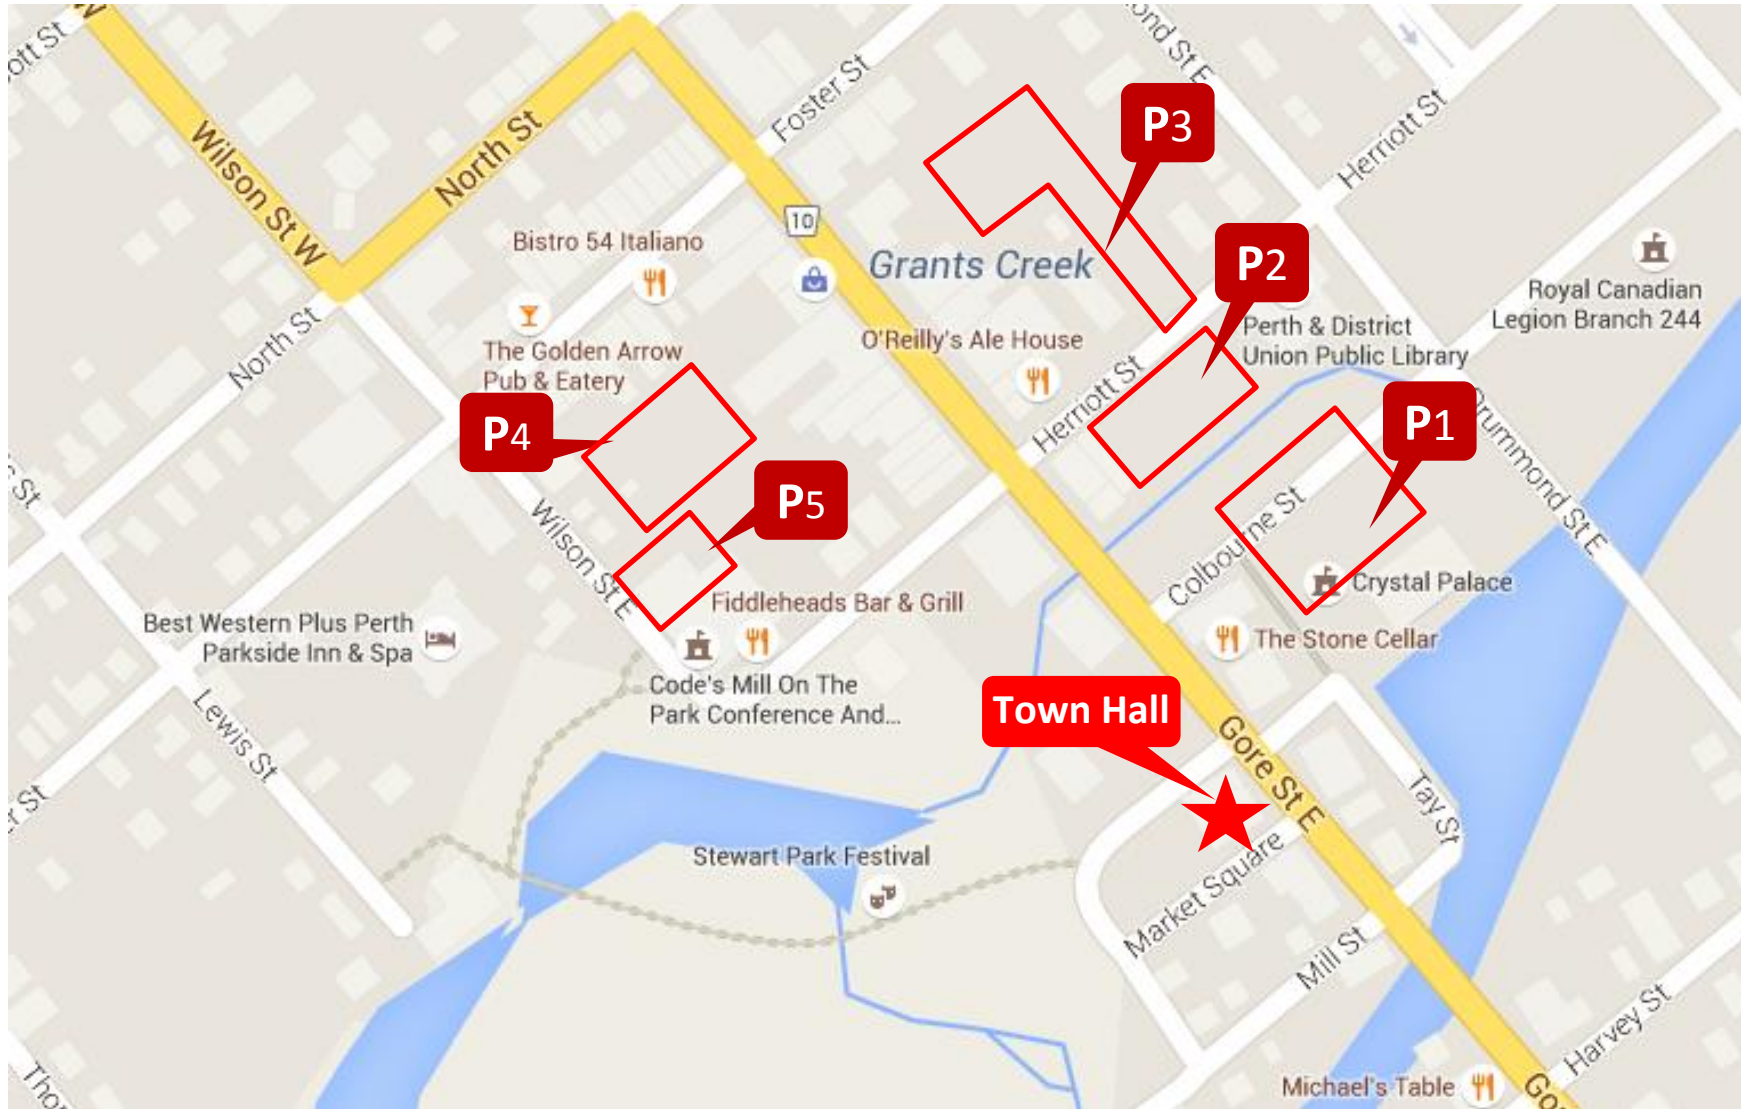 Wilson St W
North St
Foster St
P3
Herriott St
10
Bistro 54 Italiano
Grants Creek
P2
Royal Canadian
Legion Branch 244
The Golden Arrow
Pub & Eatery
O'Reilly's Ale House
Perth & District
Union Public Library
North St
P4
Herriott St
P1
Drummond St E
P5
Wilson St E
Colbourne St
Fiddleheads Bar & Grill
Crystal Palace
Best Western Plus Perth
Parkside Inn & Spa
The Stone Cellar
Code's Mill On The
Park Conference And...
Town Hall
Lewis St
Gore St E
Tay St
Stewart Park Festival
Market Square
Mill St
Harvey St
Michael's Table